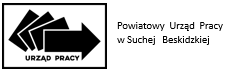 URZĄD PRACY
Powiatowy Urząd Pracy
w Suchej Beskidzkiej